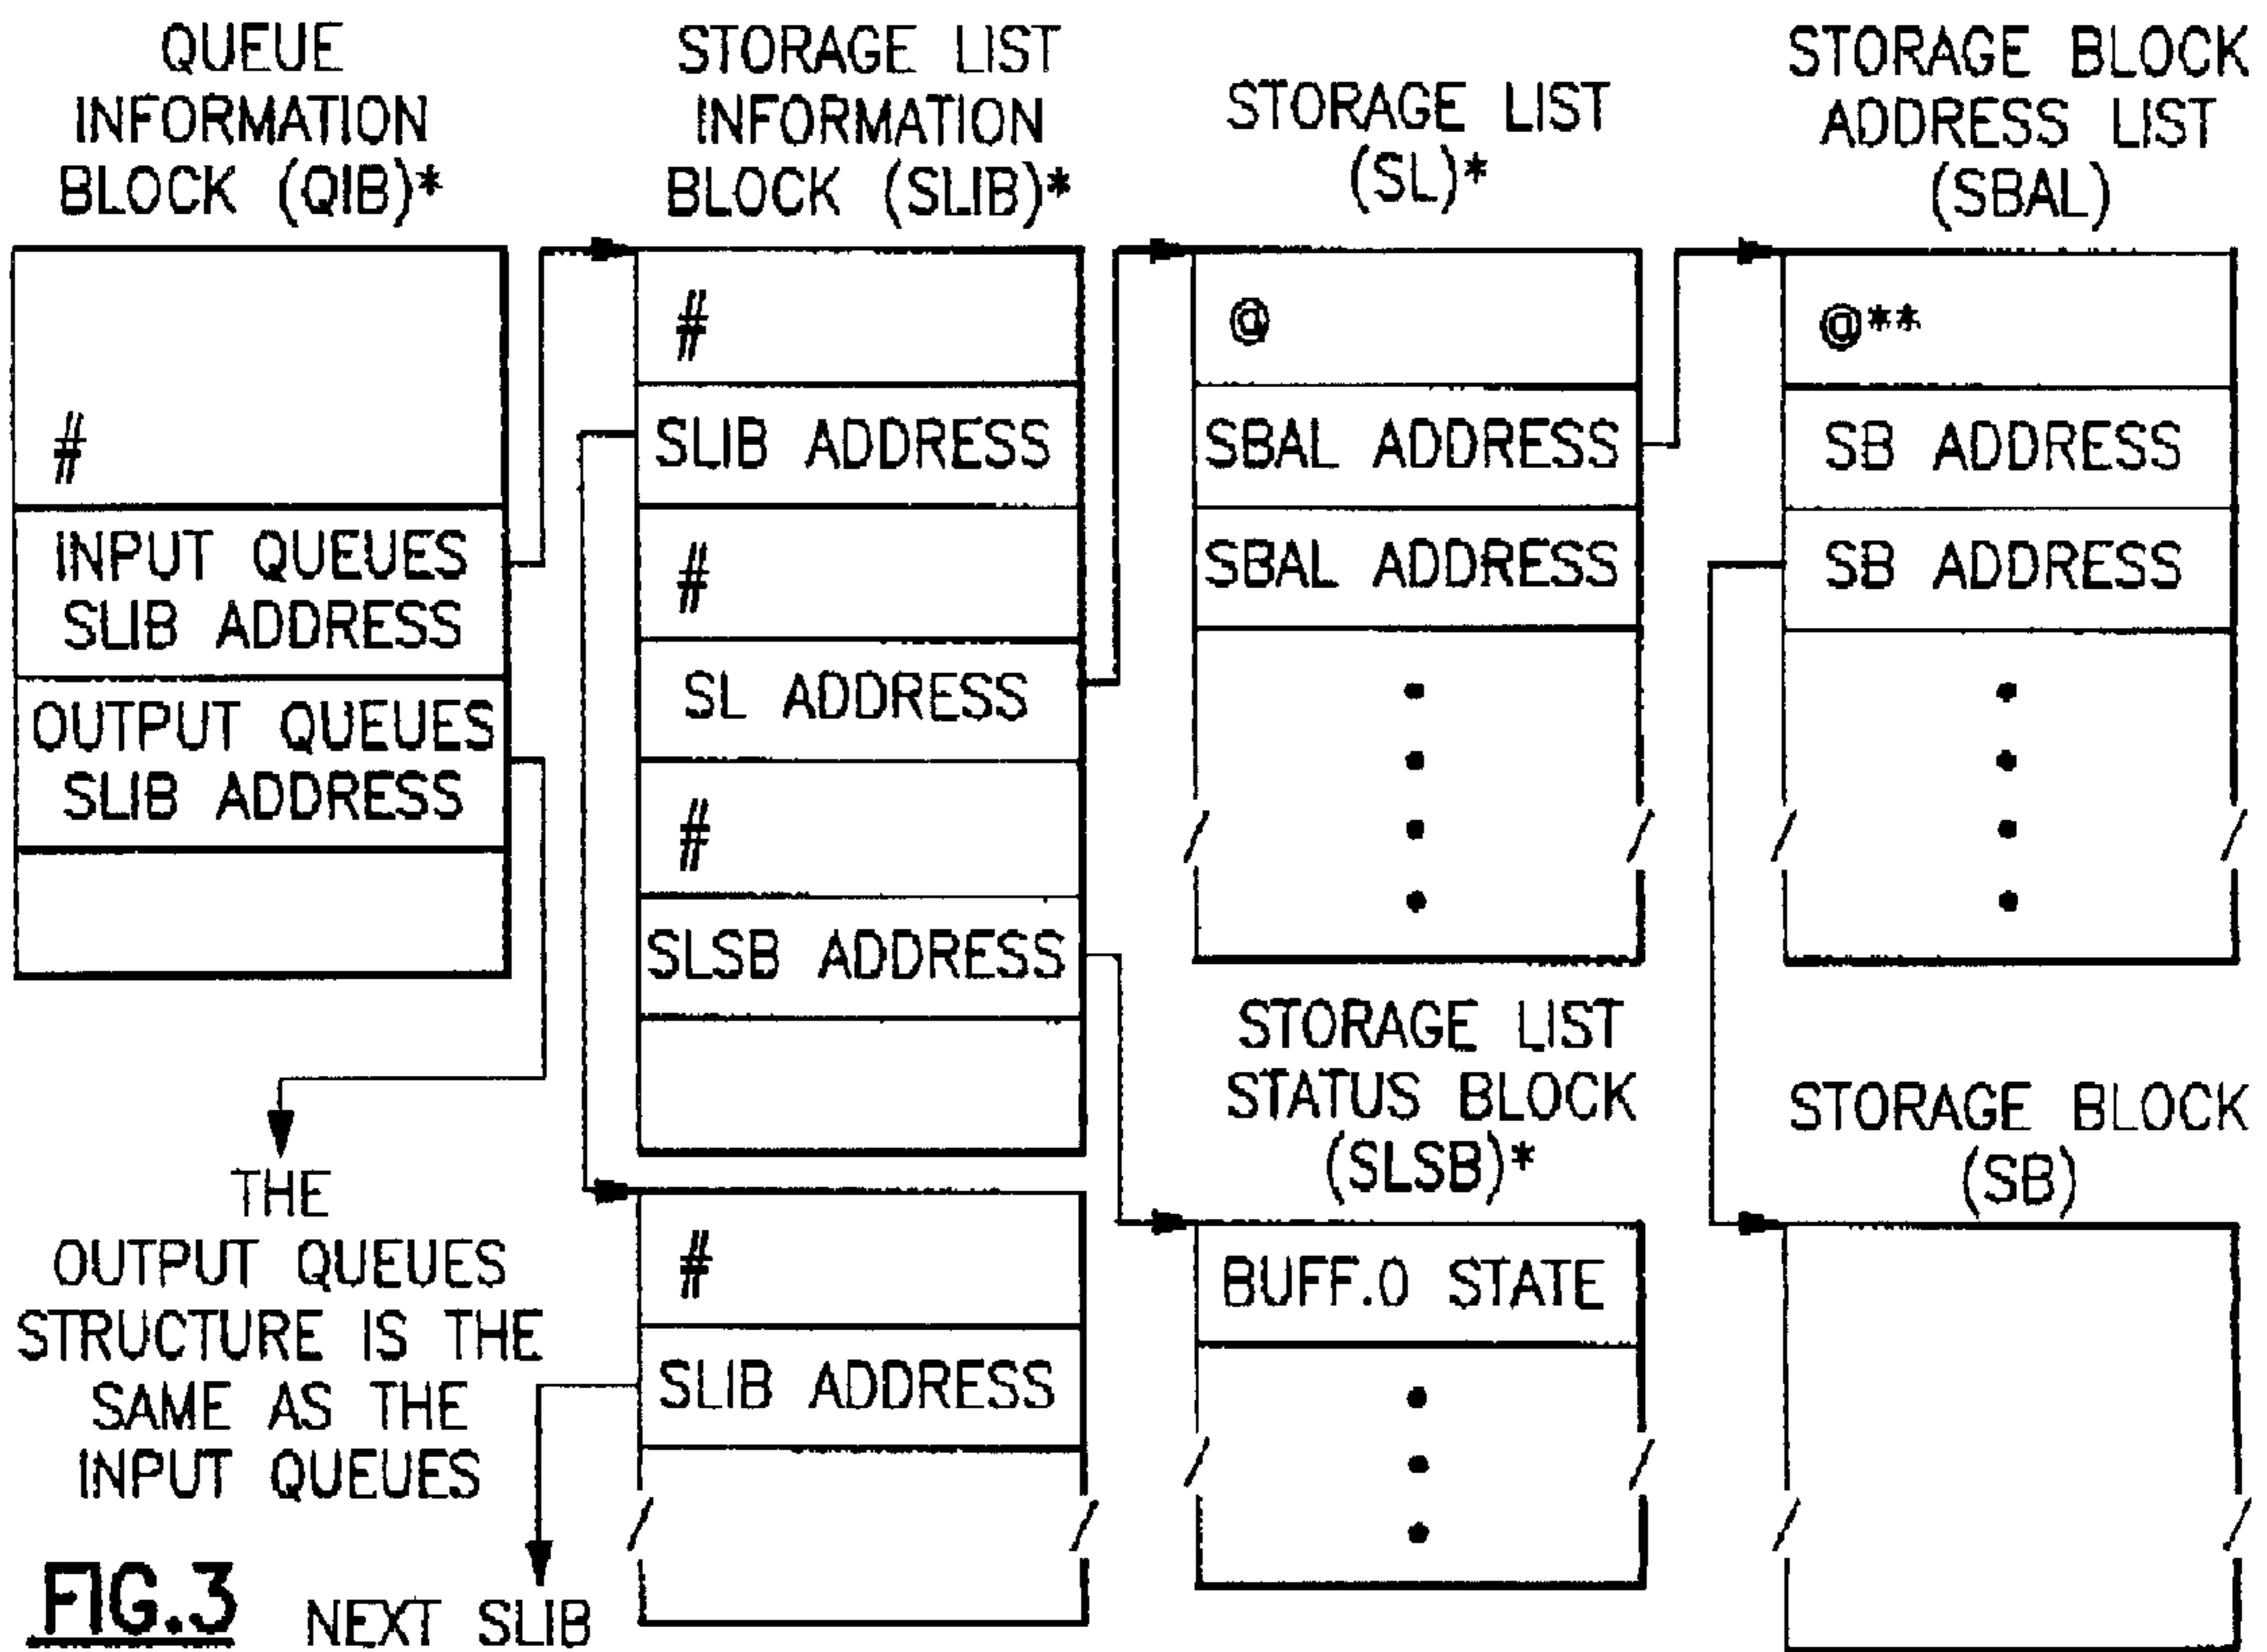 QUEUE
INFORMATION
BLOCK (QIB)*
#
INPUT QUEUES
SLIB ADDRESS
OUTPUT QUEUES
SLIB ADDRESS
THE
OUTPUT QUEUES
STRUCTURE IS THE
SAME AS THE
INPUT QUEUES
STORAGE LIST
INFORMATION
BLOCK (SLIB)*
#
SLIB ADDRESS
#
SL ADDRESS
#
SLSB ADDRESS
#
SLIB ADDRESS
NEXT SLIB
STORAGE LIST
(SL)*
@
SBAL ADDRESS
SBAL ADDRESS
STORAGE LIST
STATUS BLOCK
(SLSB)*
BUFF.0 STATE
STORAGE BLOCK
ADDRESS LIST
(SBAL)
@**
SB ADDRESS
SB ADDRESS
STORAGE BLOCK
(SB)
FIG.3